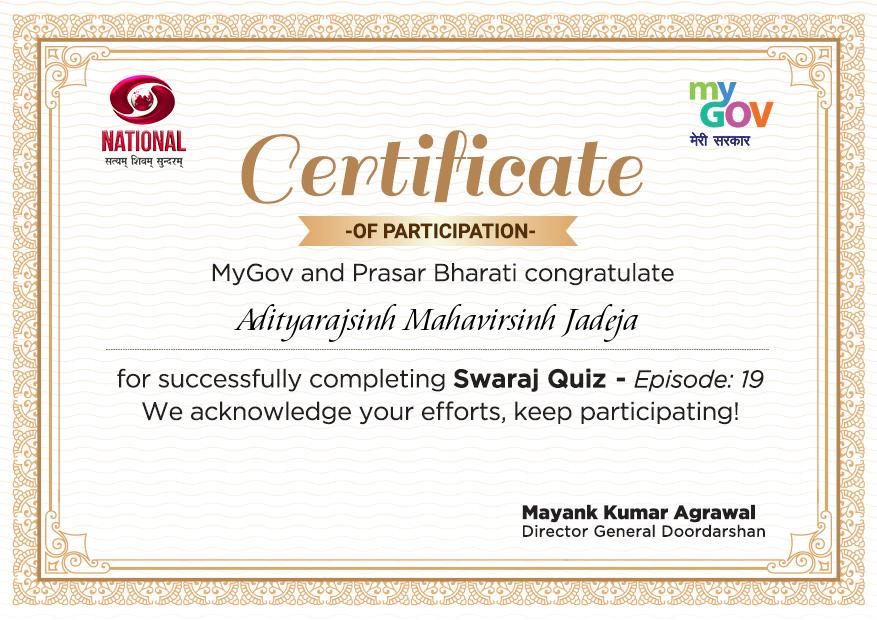 NATIONAL
सत्यम् शिवम् सुन्दरम्
my
GOV
मेरी सरकार
Certificate
-OF PARTICIPATION-
MyGov and Prasar Bharati congratulate
Adityarajsinh Mahavirsinh Jadeja
for successfully completing Swaraj Quiz - Episode: 19
We acknowledge your efforts, keep participating!
Mayank Kumar Agrawal
Director General Doordarshan